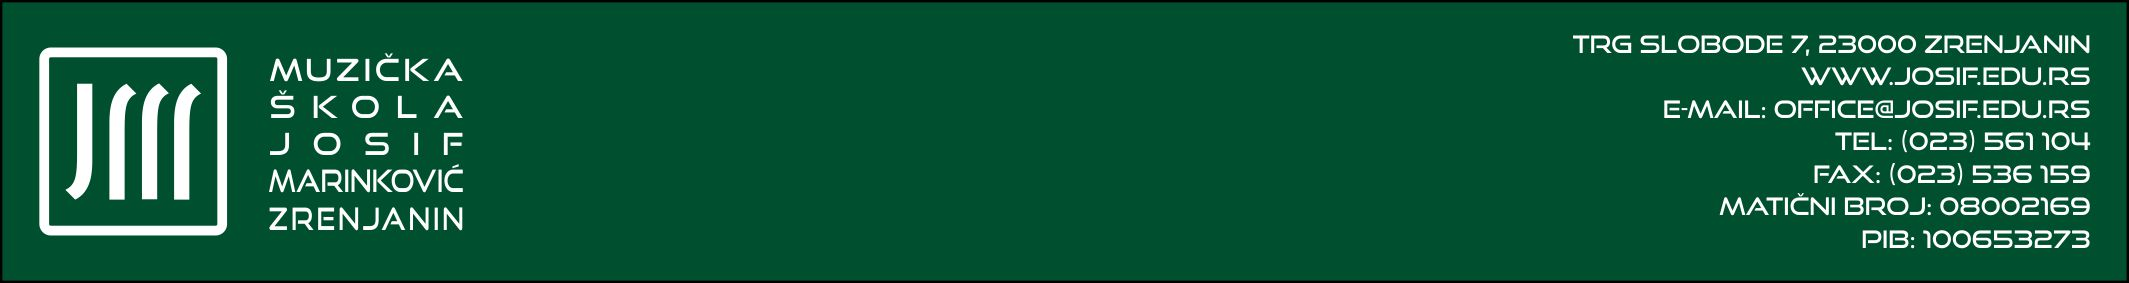 MUZIČKA
ŠKOLA
JOSIF
MARINKOVIĆ
ZRENJANIN
TRG SLOBODE 7, 23000 ZRENJANIN
WWW.JOSIF.EDU.RS
E-MAIL: OFFICE@JOSIF.EDU.RS
TEL: (023) 561 104
FAX: (023) 536 159
MATIČNI BROJ: 08002169
PIB: 100653273